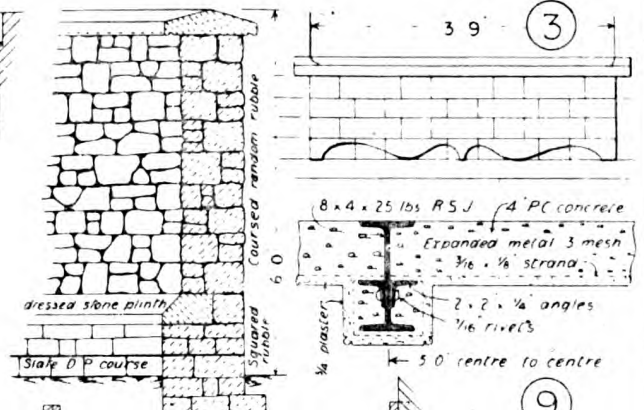 Coursed random rubble
6 0
dressed stone plinth
Slate D P course
Squared rubble
3 9
3
8 x 4 x 25 lbs R S J
4" PC concrete
Expanded metal 3 mesh
3/16 x 1/8 strand
2 x 2 x 1/4 angles
7/16 rivets
3/4 plaster
5 0 centre to centre
9